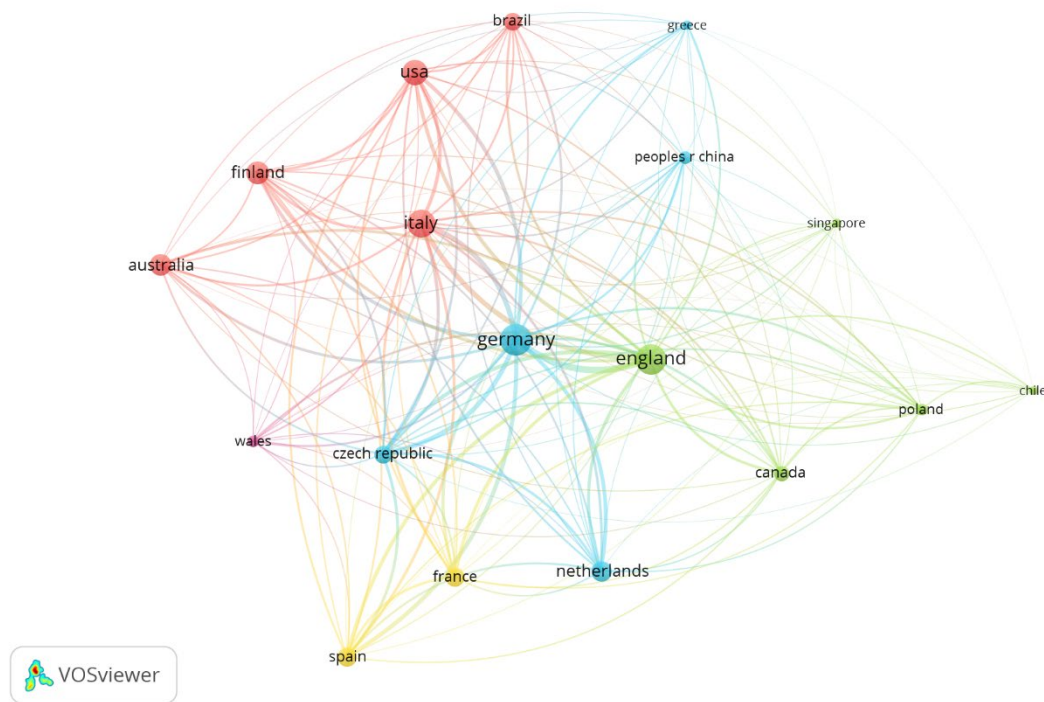 brazil
greece
usa
peoples r china
finland
italy
singapore
australia
germany
england
chile
poland
wales
czech republic
canada
netherlands
france
spain
VOSviewer